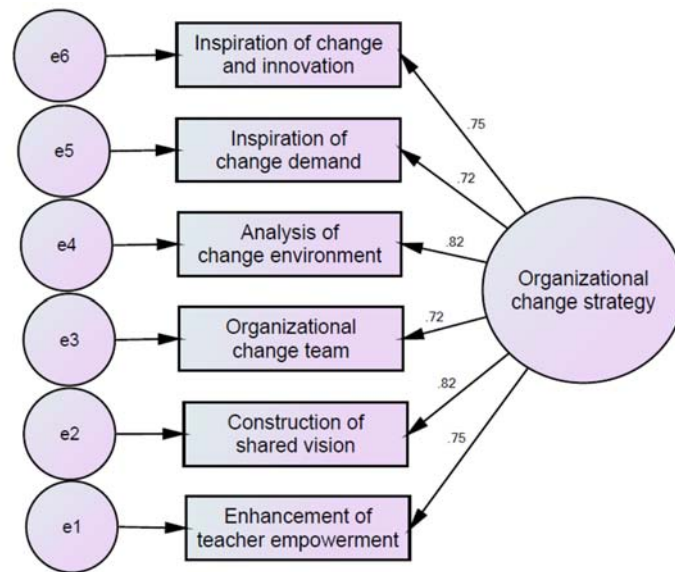 e6
Inspiration of change
and innovation
.75
e5
Inspiration of
change demand
.72
e4
Analysis of
change environment
.82
Organizational
change strategy
e3
Organizational
change team
.72
e2
Construction of
shared vision
.82
e1
Enhancement of
teacher empowerment
.75